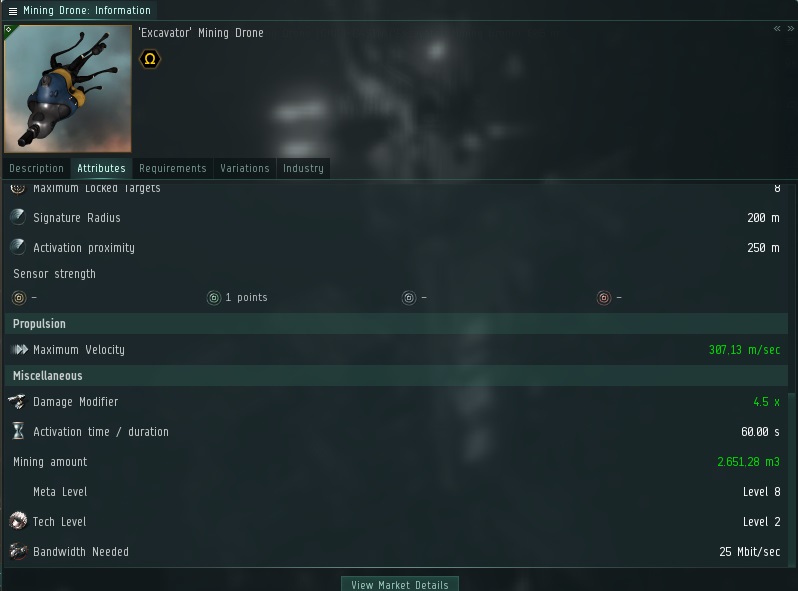 Mining Drone: Information
'Excavator' Mining Drone
Ω
Description Attributes Requirements Variations Industry
Maximum Locked Targets 8
Signature Radius 200 m
Activation proximity 250 m
Sensor strength
– 1 points – –
Propulsion
Maximum Velocity 307,13 m/sec
Miscellaneous
Damage Modifier 4.5 x
Activation time / duration 60.00 s
Mining amount 2.651,28 m3
Meta Level Level 8
Tech Level Level 2
Bandwidth Needed 25 Mbit/sec
View Market Details